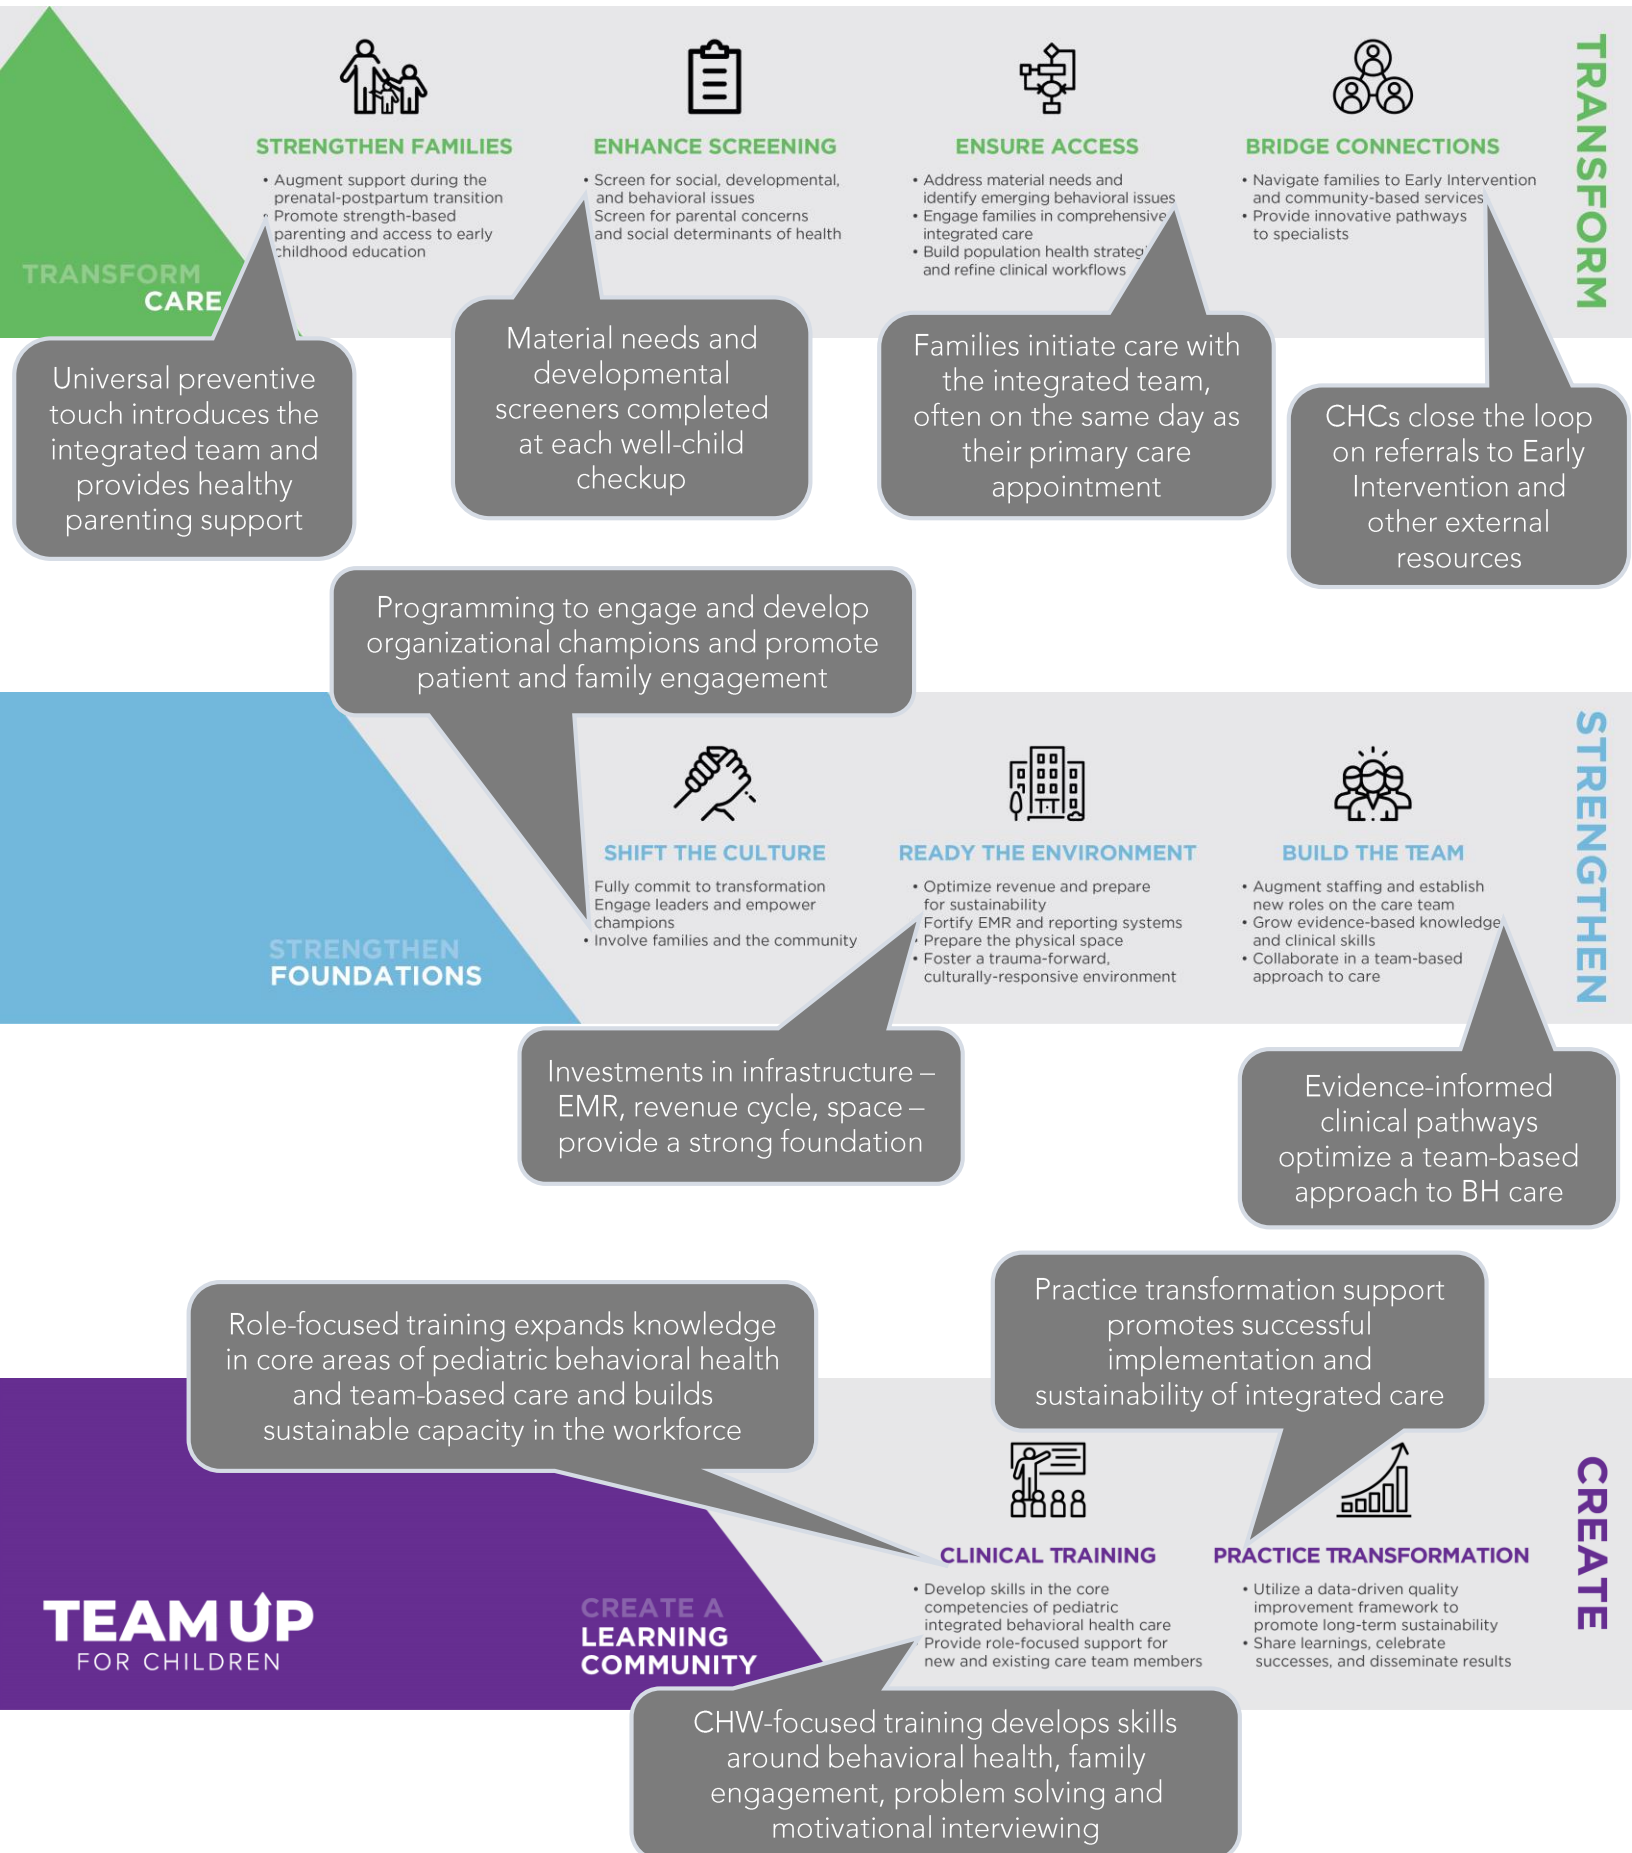 TRANSFORM
CARE
STRENGTHEN FAMILIES
• Augment support during the
prenatal-postpartum transition
• Promote strength-based
parenting and access to early
childhood education
ENHANCE SCREENING
• Screen for social, developmental,
and behavioral issues
Screen for parental concerns
and social determinants of health
ENSURE ACCESS
• Address material needs and
identify emerging behavioral issues
• Engage families in comprehensive
integrated care
• Build population health
and refine clinical workflows
BRIDGE CONNECTIONS
• Navigate families to Early Intervention
and community-based services
• Provide innovative pathways
to specialists
TRANSFORM
Universal preventive
touch introduces the
integrated team and
provides healthy
parenting support
Material needs and
developmental
screeners completed
at each well-child
checkup
Families initiate care with
the integrated team,
often on the same day as
their primary care
appointment
CHCs close the loop
on referrals to Early
Intervention and
other external
resources
Programming to engage and develop
organizational champions and promote
patient and family engagement
STRENGTHEN
FOUNDATIONS
SHIFT THE CULTURE
Fully commit to transformation
Engage leaders and empower
champions
• Involve families and the community
READY THE ENVIRONMENT
• Optimize revenue and prepare
for sustainability
Fortify EMR and reporting systems
• Prepare the physical space
• Foster a trauma-forward,
culturally-responsive environment
BUILD THE TEAM
• Augment staffing and establish
new roles on the care team
• Grow evidence-based knowledge
and clinical skills
• Collaborate in a team-based
approach to care
STRENGTHEN
Investments in infrastructure –
EMR, revenue cycle, space –
provide a strong foundation
Evidence-informed
clinical pathways
optimize a team-based
approach to BH care
Role-focused training expands knowledge
in core areas of pediatric behavioral health
and team-based care and builds
sustainable capacity in the workforce
Practice transformation support
promotes successful
implementation and
sustainability of integrated care
TEAM UP
FOR CHILDREN
CREATE A
LEARNING
COMMUNITY
CLINICAL TRAINING
• Develop skills in the core
competencies of pediatric
integrated behavioral health care
Provide role-focused support for
new and existing care team members
PRACTICE TRANSFORMATION
• Utilize a data-driven quality
improvement framework to
promote long-term sustainability
• Share learnings, celebrate
successes, and disseminate results
CREATE
CHW-focused training develops skills
around behavioral health, family
engagement, problem solving and
motivational interviewing